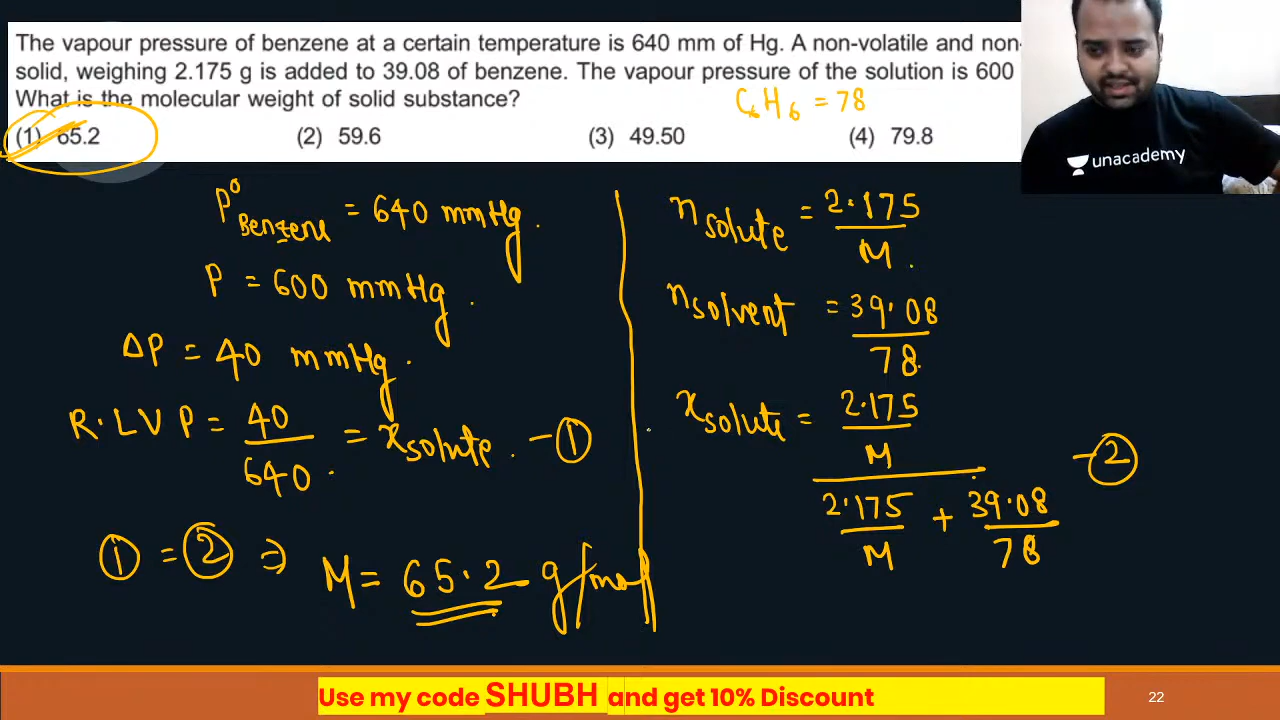 The vapour pressure of benzene at a certain temperature is 640 mm of Hg. A non-volatile and non-
solid, weighing 2.175 g is added to 39.08 of benzene. The vapour pressure of the solution is 600
What is the molecular weight of solid substance?
C6H6 = 78
(1) 65.2 (2) 59.6 (3) 49.50 (4) 79.8
unacademy
P° Benzene = 640 mmHg.
P = 600 mmHg.
ΔP = 40 mmHg.
R.LVP = 40/640 = x solute. - ①
① = ② ⇒ M = 65.2 g/mol
n solute = 2.175/M.
n solvent = 39.08/78.
x solute = (2.175/M)/(2.175/M + 39.08/78) - ②
Use my code SHUBH and get 10% Discount
22